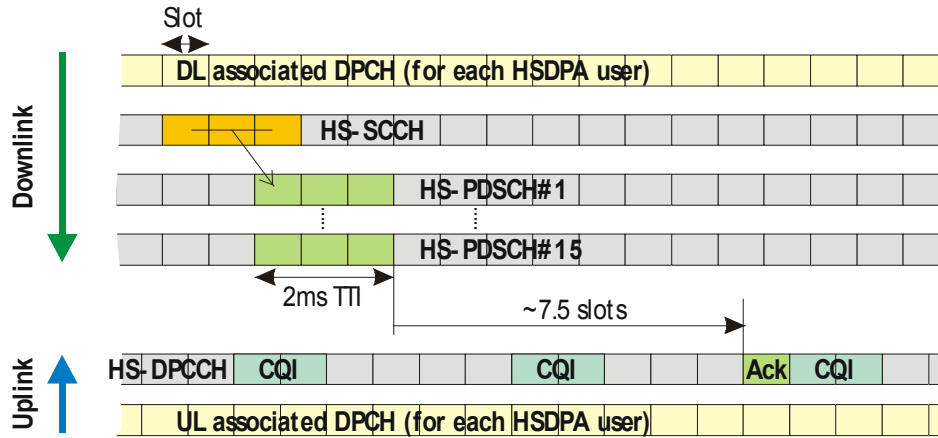 Slot
DL associated DPCH (for each HSDPA user)
HS-SCCH
HS-PDSCH#1
HS-PDSCH#15
2ms TTI
~7.5 slots
HS-DPCCH CQI CQI Ack CQI
UL associated DPCH (for each HSDPA user)
Downlink
Uplink